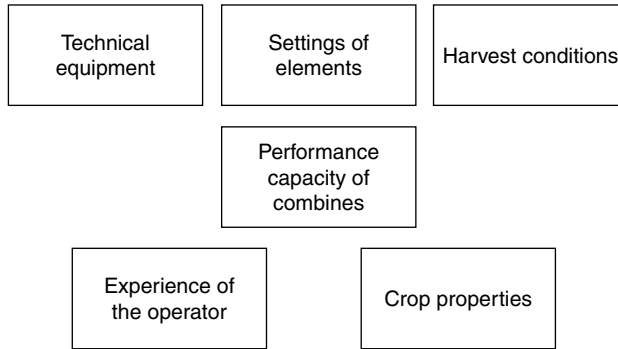 Technical
equipment
Settings of
elements
Harvest conditions
Performance
capacity of
combines
Experience of
the operator
Crop properties